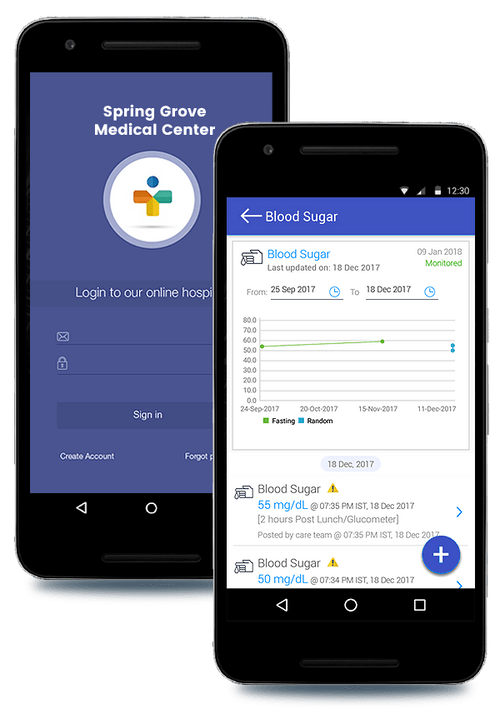 Spring Grove
Medical Center
Login to our online hospi
Sign in
Create Account
Forgot p
12:30
Blood Sugar
Blood Sugar
09 Jan 2018
Last updated on: 18 Dec 2017
Monitored
From: 25 Sep 2017 To 18 Dec 2017
80.0
70.0
60.0
50.0
40.0
30.0
20.0
10.0
0.0
24-Sep-2017 20-Oct-2017 15-Nov-2017 11-Dec-2017
Fasting Random
18 Dec, 2017
Blood Sugar
55 mg/dL @ 07:35 PM IST, 18 Dec 2017
[2 hours Post Lunch/Glucometer]
Posted by care team @ 07:35 PM IST, 18 Dec 2017
Blood Sugar
50 mg/dL @ 07:34 PM IST, 18 Dec 2017